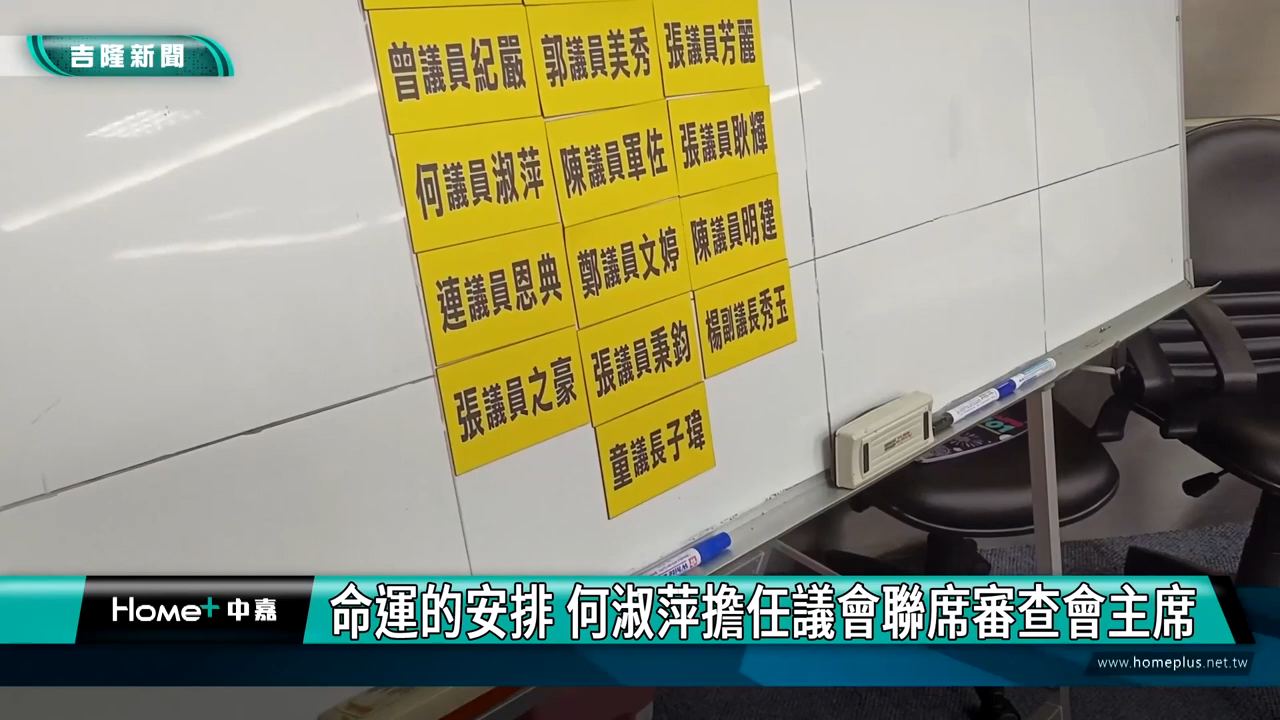 吉隆新聞
曾議員紀嚴
郭議員美秀
張議員芳麗
何議員淑萍
陳議員軍佐
張議員耿輝
連議員恩典
鄭議員文婷
陳議員明建
張議員之豪
張議員秉鈞
楊副議長秀玉
童議長子瑋
Home+ 中嘉
命運的安排 何淑萍擔任議會聯席審查會主席
www.homeplus.net.tw